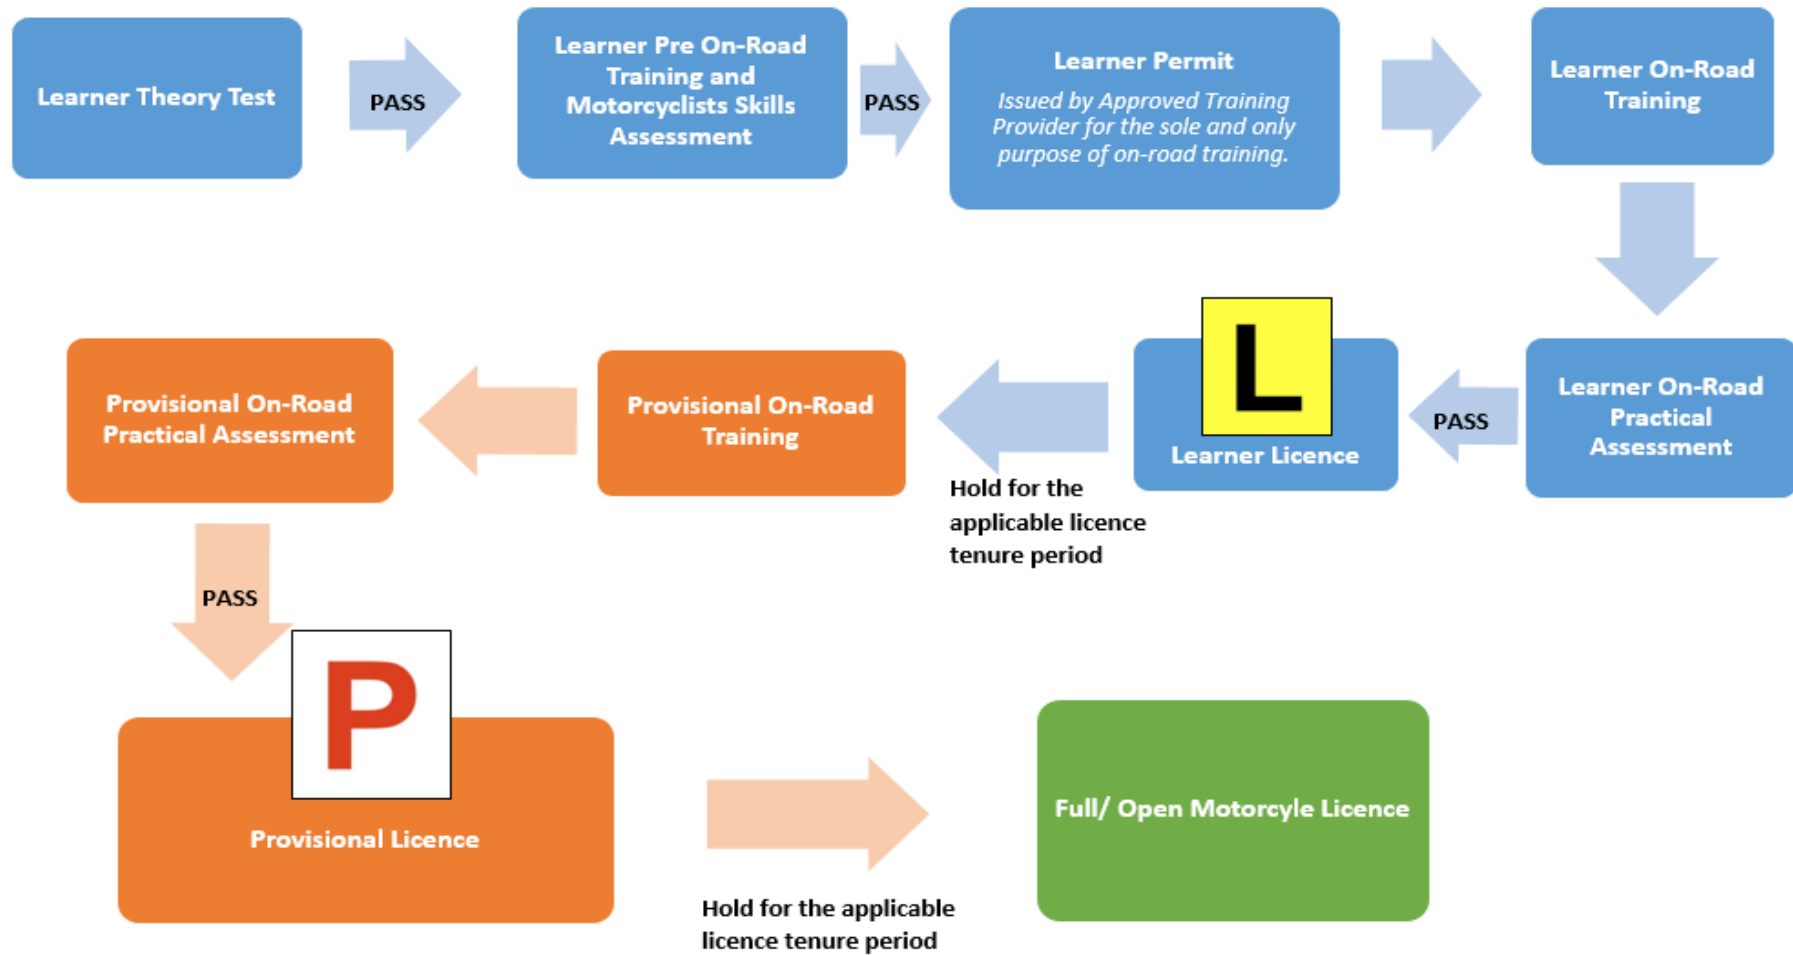 Learner Theory Test
PASS
Learner Pre On-Road
Training and
Motorcyclists Skills
Assessment
PASS
Learner Permit
Issued by Approved Training
Provider for the sole and only
purpose of on-road training.
Learner On-Road
Training
Learner On-Road
Practical
Assessment
PASS
L
Learner Licence
Hold for the
applicable licence
tenure period
Provisional On-Road
Training
Provisional On-Road
Practical Assessment
PASS
P
Provisional Licence
Hold for the applicable
licence tenure period
Full/ Open Motorcyle Licence